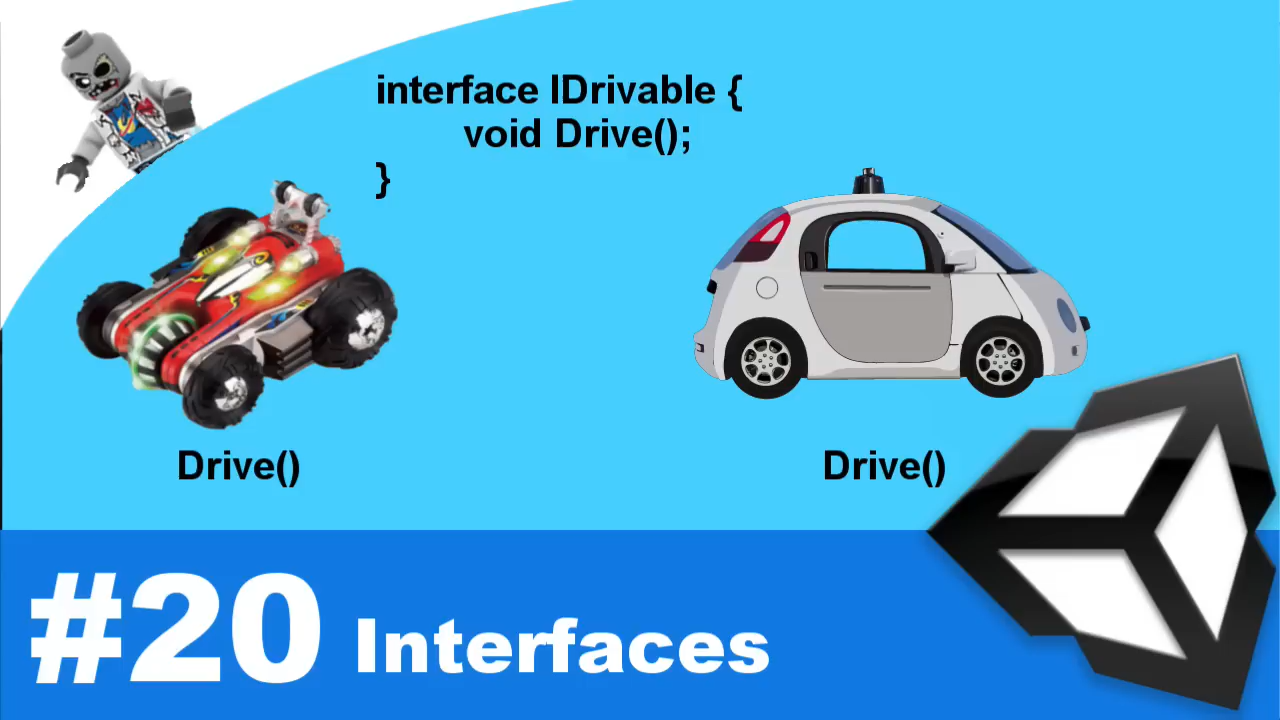 interface IDrivable {
void Drive();
}
Drive()
Drive()
#20 Interfaces